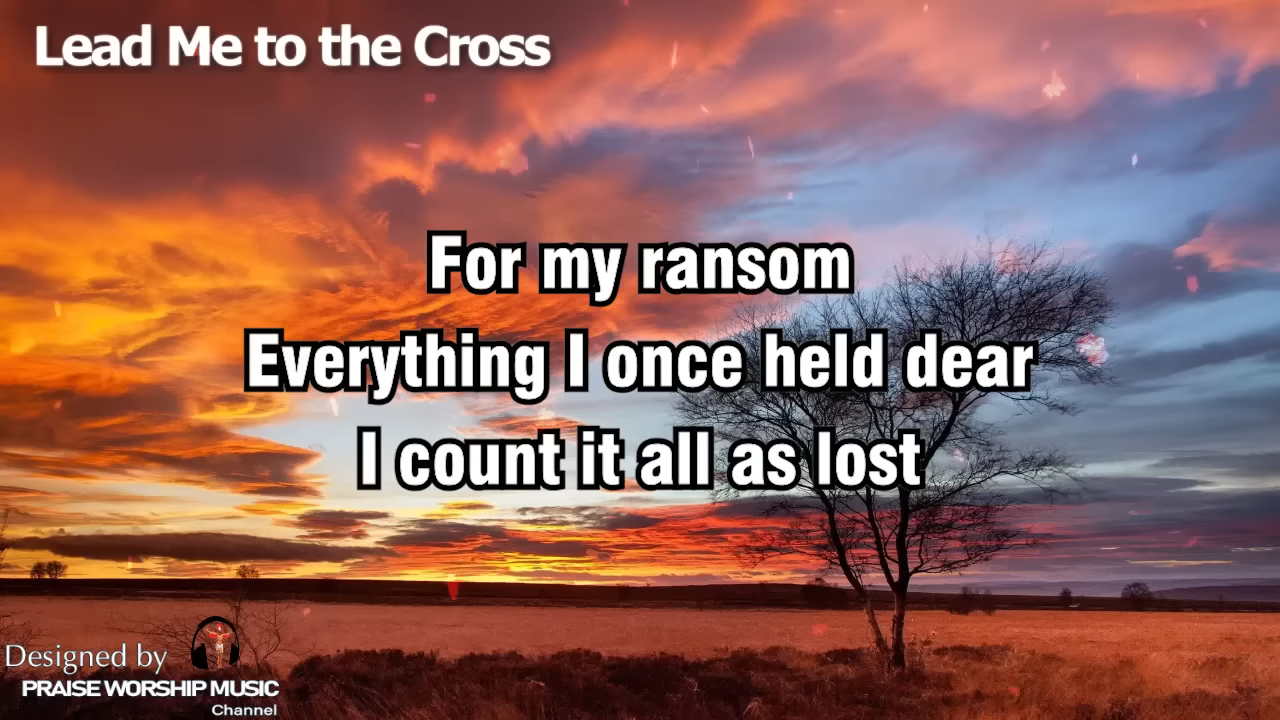 Lead Me to the Cross
For my ransom
Everything I once held dear
I count it all as lost
Designed by
PRAISE WORSHIP MUSIC
Channel